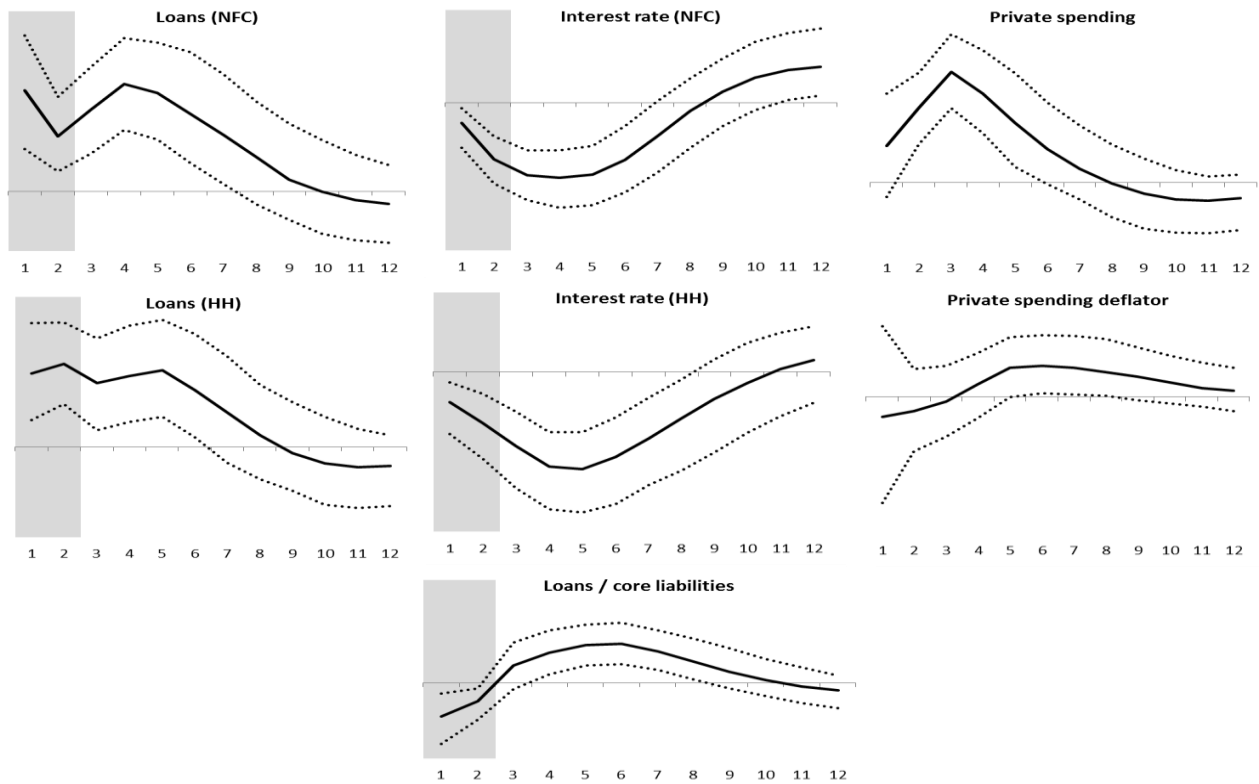 Loans (NFC)
1 2 3 4 5 6 7 8 9 10 11 12
Interest rate (NFC)
1 2 3 4 5 6 7 8 9 10 11 12
Private spending
1 2 3 4 5 6 7 8 9 10 11 12
Loans (HH)
1 2 3 4 5 6 7 8 9 10 11 12
Interest rate (HH)
1 2 3 4 5 6 7 8 9 10 11 12
Private spending deflator
1 2 3 4 5 6 7 8 9 10 11 12
Loans / core liabilities
1 2 3 4 5 6 7 8 9 10 11 12